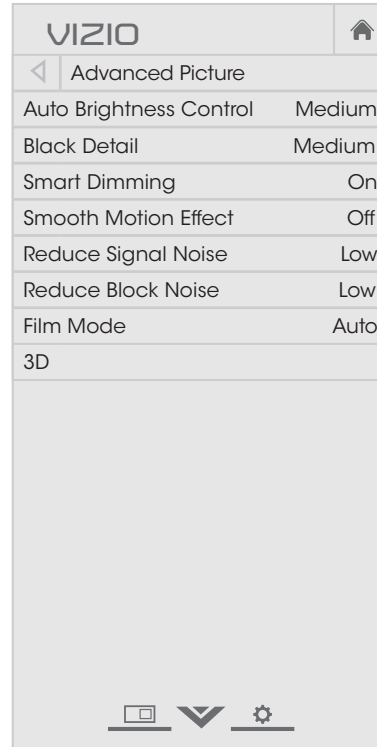 VIZIO
Advanced Picture
Auto Brightness Control Medium
Black Detail Medium
Smart Dimming On
Smooth Motion Effect Off
Reduce Signal Noise Low
Reduce Block Noise Low
Film Mode Auto
3D